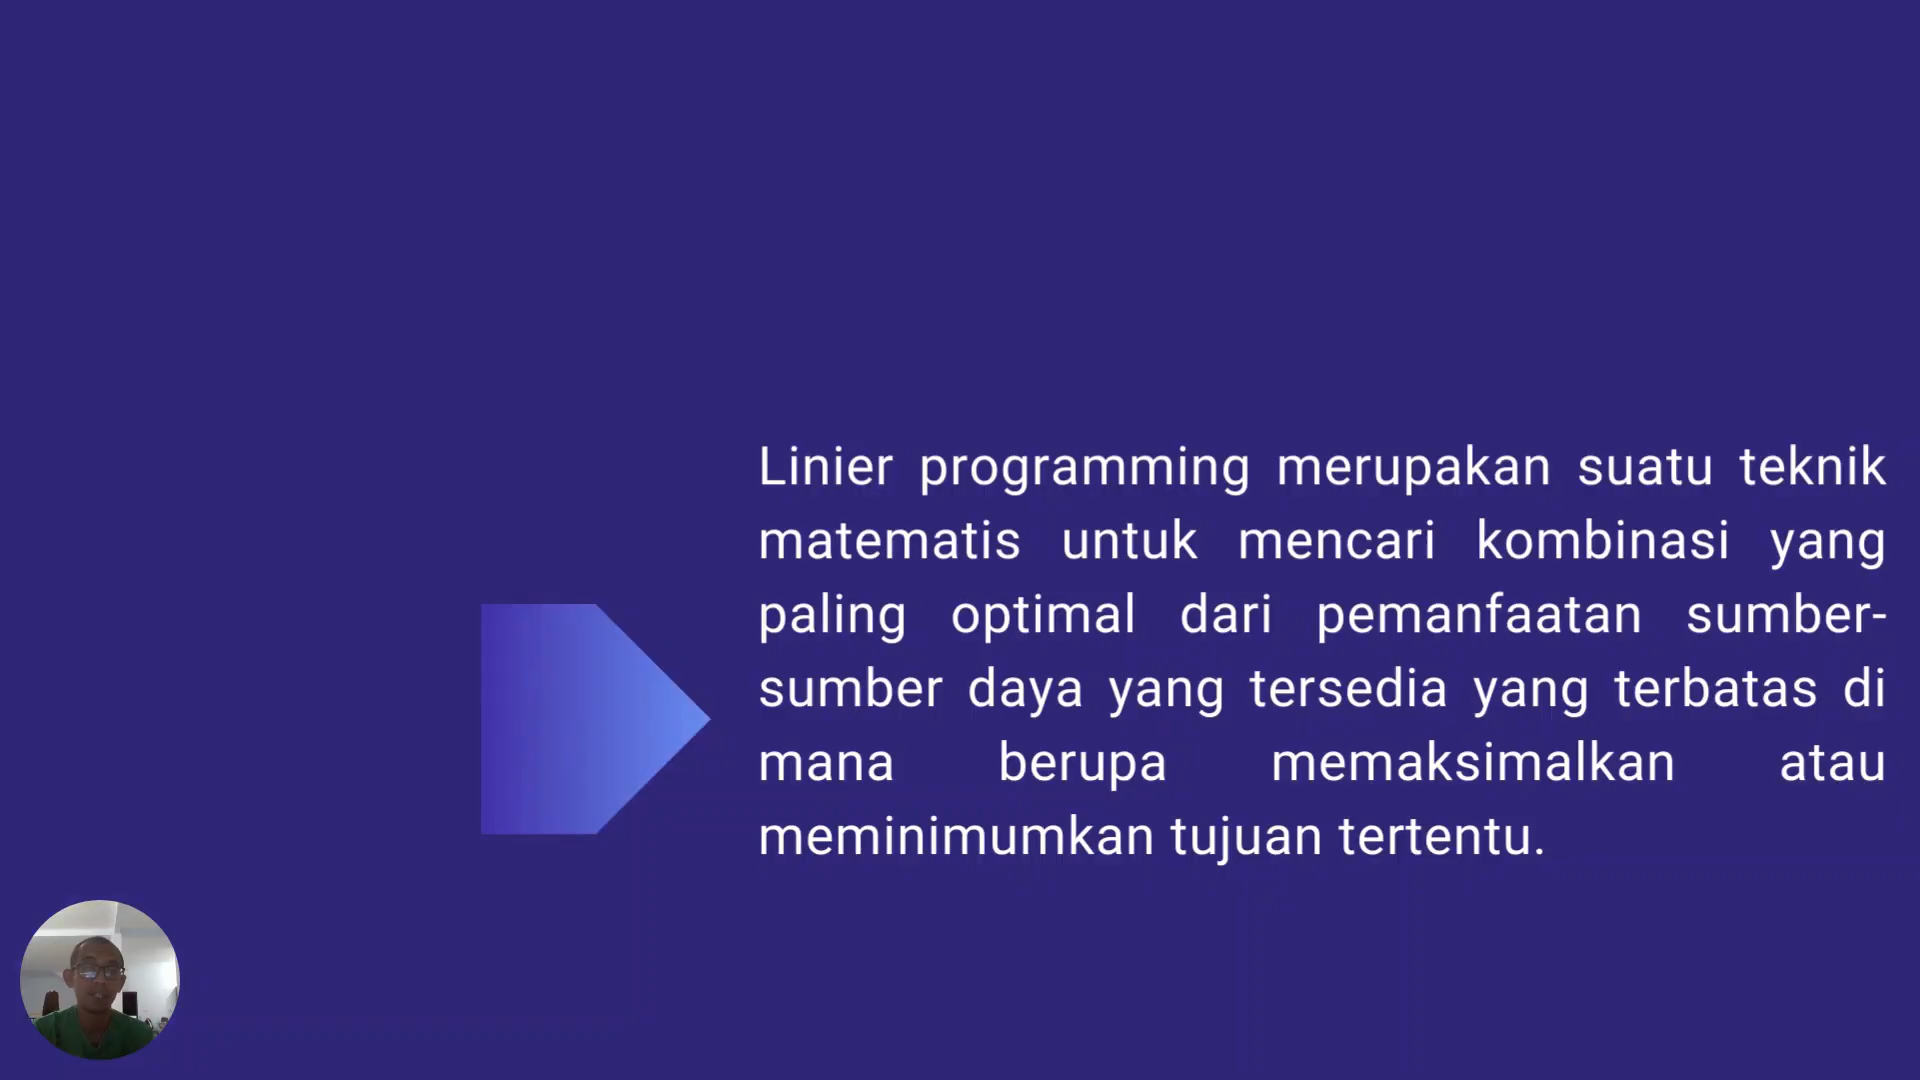 Linier programming merupakan suatu teknik
matematis untuk mencari kombinasi yang
paling optimal dari pemanfaatan sumber-
sumber daya yang tersedia yang terbatas di
mana berupa memaksimalkan atau
meminimumkan tujuan tertentu.